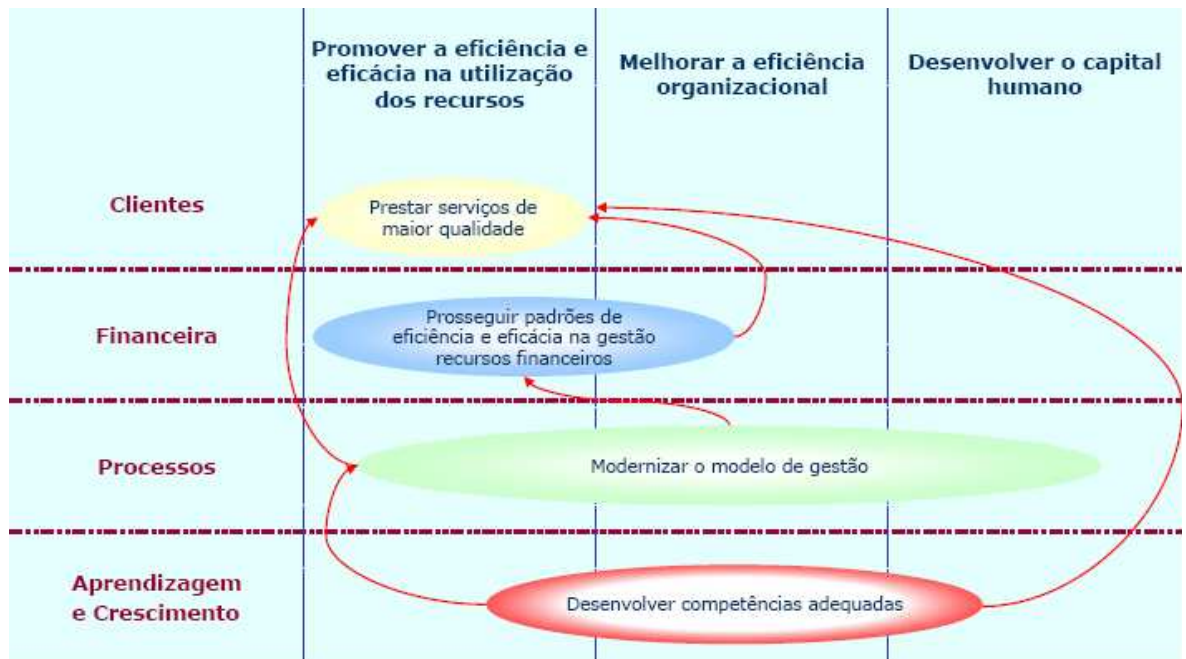 Promover a eficiência e
eficácia na utilização
dos recursos
Melhorar a eficiência
organizacional
Desenvolver o capital
humano
Clientes
Prestar serviços de
maior qualidade
Financeira
Prosseguir padrões de
eficiência e eficácia na gestão
recursos financeiros
Processos
Modernizar o modelo de gestão
Aprendizagem
e Crescimento
Desenvolver competências adequadas